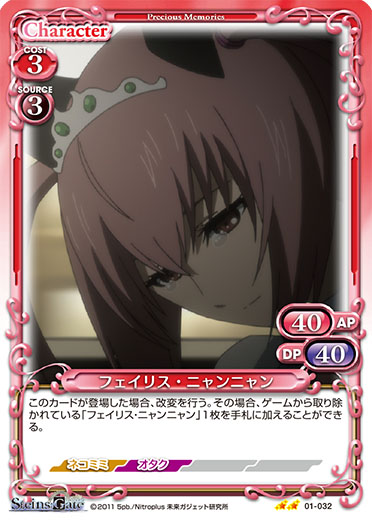 Precious Memories
Character
COST
3
SOURCE
3
40 AP
DP 40
フェイリス・ニャンニャン
このカードが登場した場合、改変を行う。その場合、ゲームから取り除
かれている「フェイリス・ニャンニャン」1枚を手札に加えることができ
る。
ネコミミ オタク
Steins;Gate
©2011 5pb./Nitroplus 未来ガジェット研究所
★★ 01-032